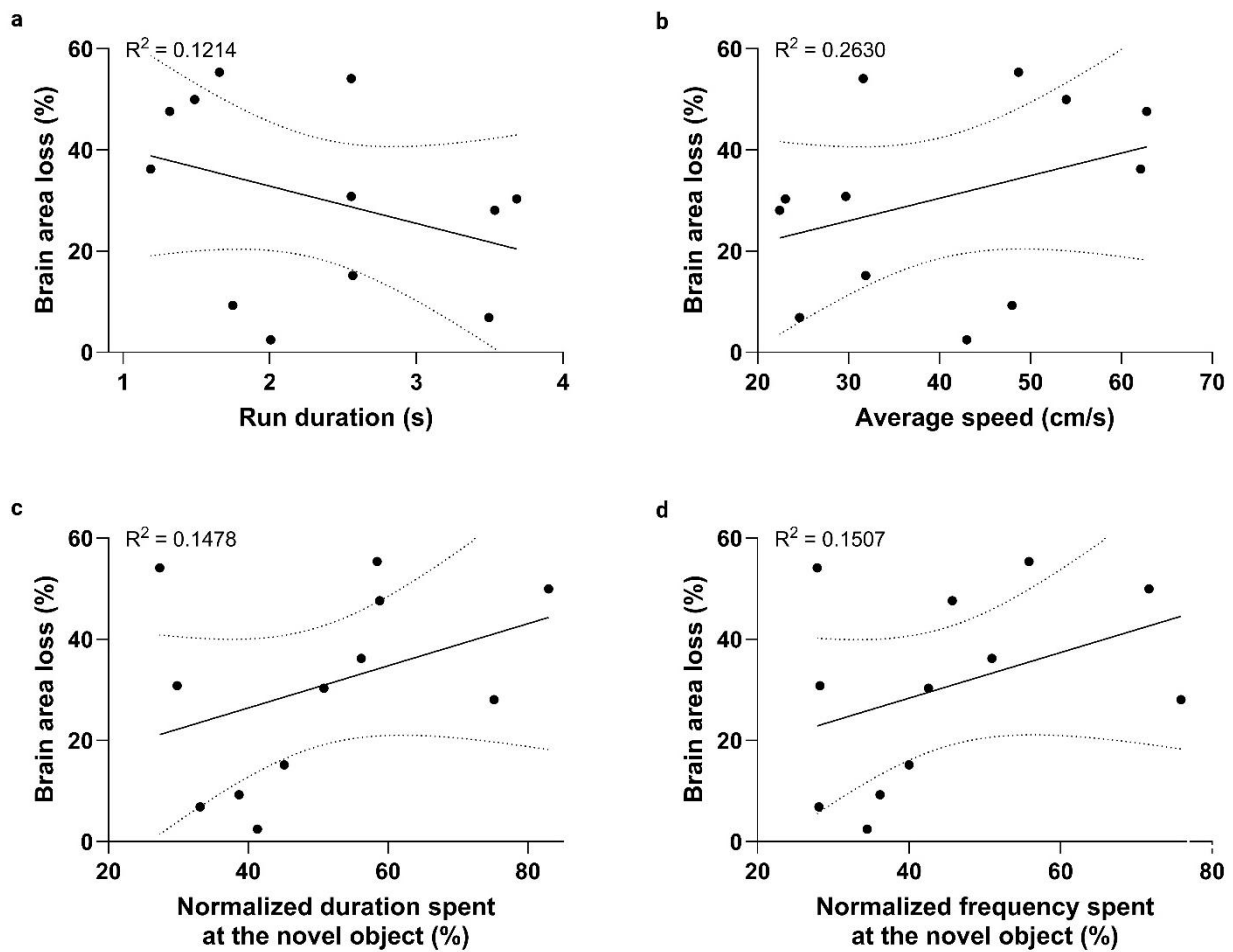 a
R² = 0.1214
60
40
20
0
Brain area loss (%)
1 2 3 4
Run duration (s)
b
R² = 0.2630
60
40
20
0
Brain area loss (%)
20 30 40 50 60 70
Average speed (cm/s)
c
R² = 0.1478
60
40
20
0
Brain area loss (%)
20 40 60 80
Normalized duration spent
at the novel object (%)
d
R² = 0.1507
60
40
20
0
Brain area loss (%)
20 40 60 80
Normalized frequency spent
at the novel object (%)